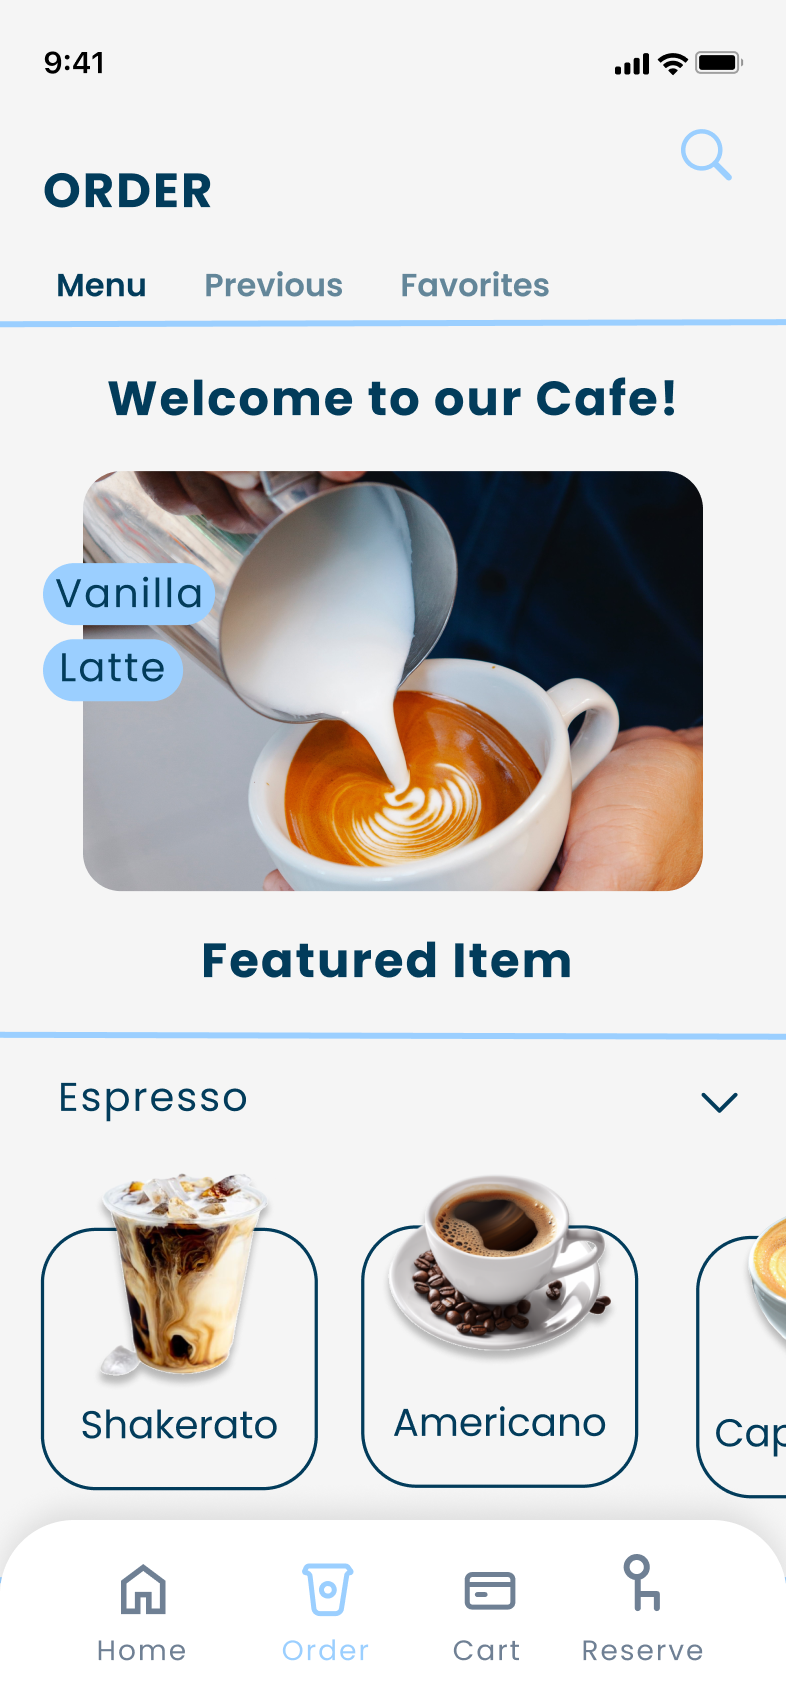 9:41
ORDER
Menu Previous Favorites
Welcome to our Cafe!
Vanilla
Latte
Featured Item
Espresso
Shakerato Americano Cap
Home Order Cart Reserve